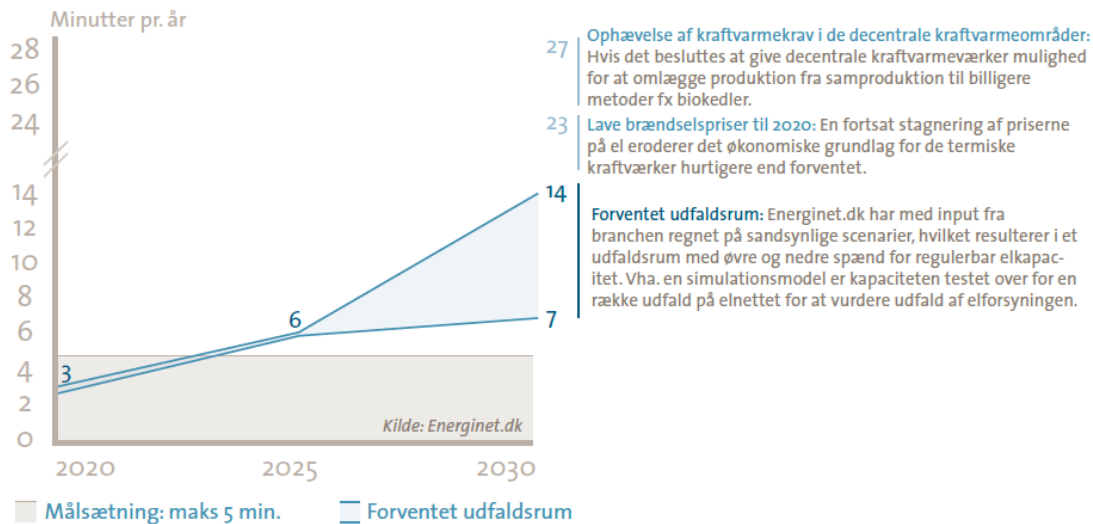 Minutter pr. år
28
26
24
14
12
10
8
6
4
2
0
3
6
14
7
Kilde: Energinet.dk
2020
2025
2030
Målsætning: maks 5 min.
Forventet udfaldsrum
27
Ophævelse af kraftvarmekrav i de decentrale kraftvarmeområder:
Hvis det besluttes at give decentrale kraftvarmeværker mulighed
for at omlægge produktion fra samproduktion til billigere
metoder fx biokedler.
23
Lave brændselspriser til 2020: En fortsat stagnering af priserne
på el eroderer det økonomiske grundlag for de termiske
kraftværker hurtigere end forventet.
Forventet udfaldsrum: Energinet.dk har med input fra
branchen regnet på sandsynlige scenarier, hvilket resulterer i et
udfaldsrum med øvre og nedre spænd for regulerbar elkapac-
itet. Vha. en simulationsmodel er kapaciteten testet over for en
række udfald på elnettet for at vurdere udfald af elforsyningen.